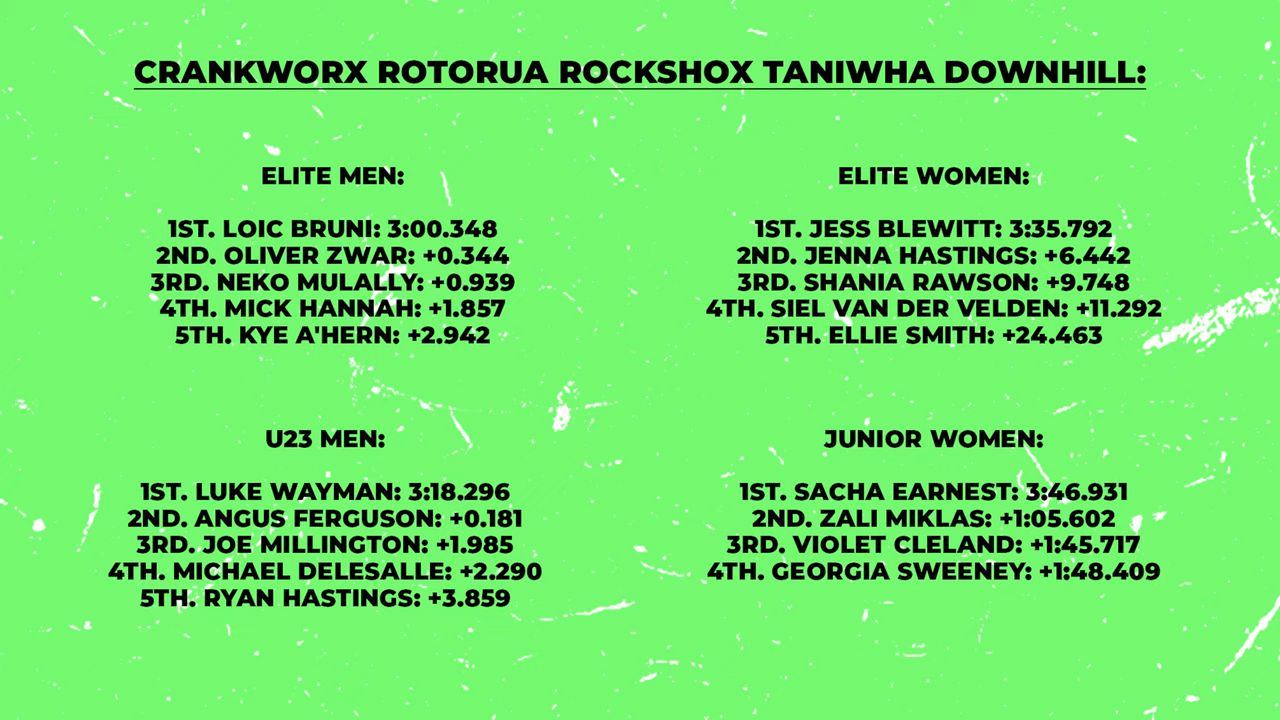 CRANKWORX ROTORUA ROCKSHOX TANIWHA DOWNHILL:
ELITE MEN:
1ST. LOIC BRUNI: 3:00.348
2ND. OLIVER ZWAR: +0.344
3RD. NEKO MULALLY: +0.939
4TH. MICK HANNAH: +1.857
5TH. KYE A'HERN: +2.942
ELITE WOMEN:
1ST. JESS BLEWITT: 3:35.792
2ND. JENNA HASTINGS: +6.442
3RD. SHANIA RAWSON: +9.748
4TH. SIEL VAN DER VELDEN: +11.292
5TH. ELLIE SMITH: +24.463
U23 MEN:
1ST. LUKE WAYMAN: 3:18.296
2ND. ANGUS FERGUSON: +0.181
3RD. JOE MILLINGTON: +1.985
4TH. MICHAEL DELESALLE: +2.290
5TH. RYAN HASTINGS: +3.859
JUNIOR WOMEN:
1ST. SACHA EARNEST: 3:46.931
2ND. ZALI MIKLAS: +1:05.602
3RD. VIOLET CLELAND: +1:45.717
4TH. GEORGIA SWEENEY: +1:48.409